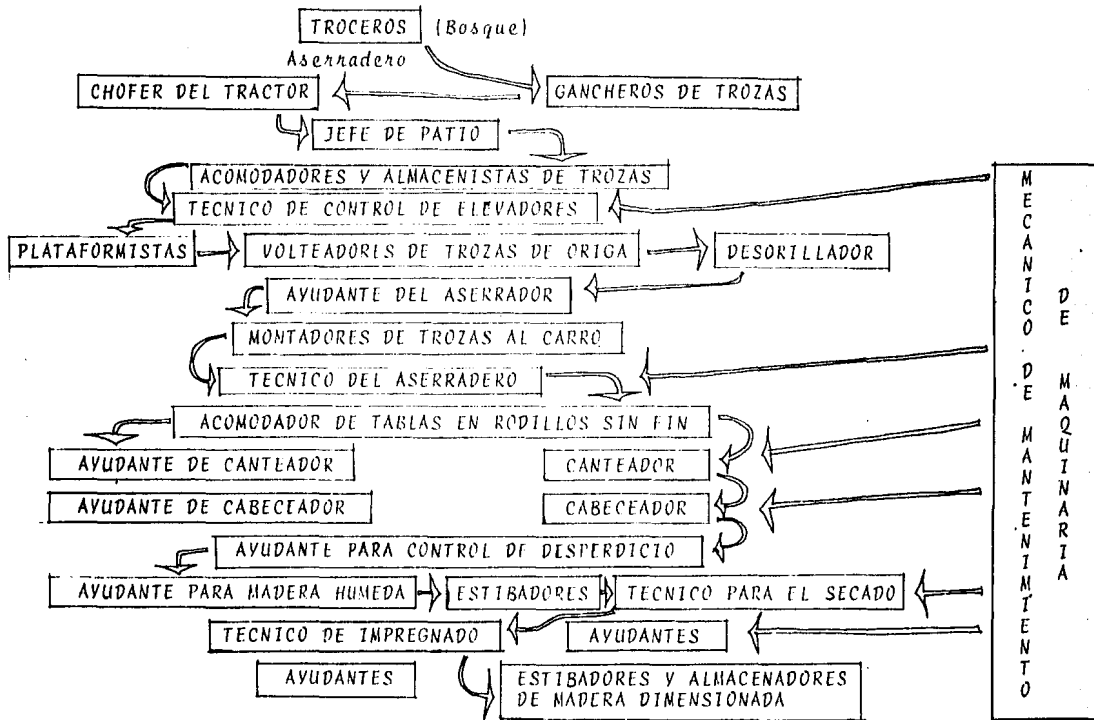 TROCEROS (Bosque)
Aserradero
CHOFER DEL TRACTOR
GANCHEROS DE TROZAS
JEFE DE PATIO
ACOMODADORES Y ALMACENISTAS DE TROZAS
TECNICO DE CONTROL DE ELEVADORES
PLATAFORMISTAS
VOLTEADORES DE TROZAS DE ORIGA
DESORILLADOR
AYUDANTE DEL ASERRADOR
MONTADORES DE TROZAS AL CARRO
TECNICO DEL ASERRADERO
ACOMODADOR DE TABLAS EN RODILLOS SIN FIN
AYUDANTE DE CANTEADOR
CANTEADOR
AYUDANTE DE CABECEADOR
CABECEADOR
AYUDANTE PARA CONTROL DE DESPERDICIO
AYUDANTE PARA MADERA HUMEDA
ESTIBADORES
TECNICO PARA EL SECADO
TECNICO DE IMPREGNADO
AYUDANTES
AYUDANTES
ESTIBADORES Y ALMACENADORES
DE MADERA DIMENSIONADA
MECANICO DE MANTENIMIENTO
DE MAQUINARIA